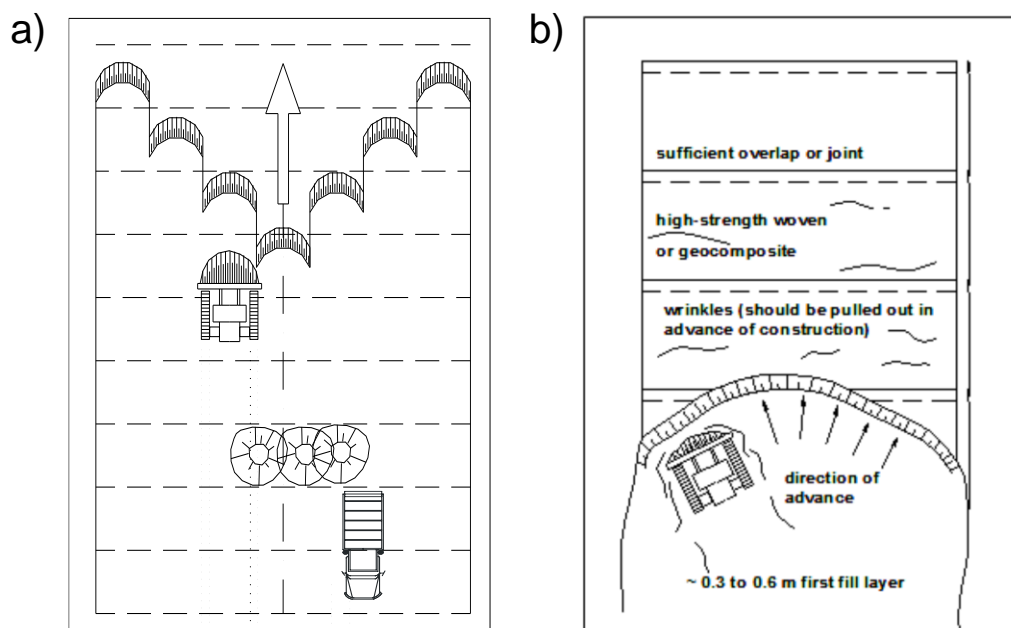 a)
b)
sufficient overlap or joint
high-strength woven
or geocomposite
wrinkles (should be pulled out in
advance of construction)
direction of
advance
~ 0.3 to 0.6 m first fill layer